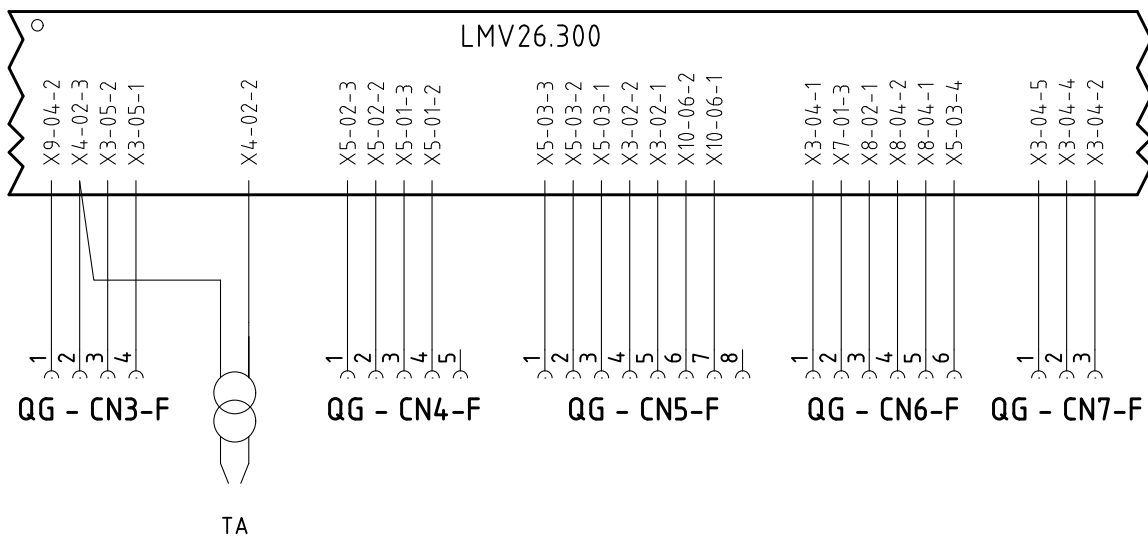 LMV26.300
X9-04-2
X4-02-3
X3-05-2
X3-05-1
X4-02-2
X5-02-3
X5-02-2
X5-01-3
X5-01-2
X5-03-3
X5-03-2
X5-03-1
X3-02-2
X3-02-1
X10-06-2
X10-06-1
X3-04-1
X7-01-3
X8-02-1
X8-04-2
X8-04-1
X5-03-4
X3-04-5
X3-04-4
X3-04-2
1 2 3 4
1 2 3 4 5
1 2 3 4 5 6 7 8
1 2 3 4 5 6
1 2 3
QG - CN3-F
QG - CN4-F
QG - CN5-F
QG - CN6-F
QG - CN7-F
TA